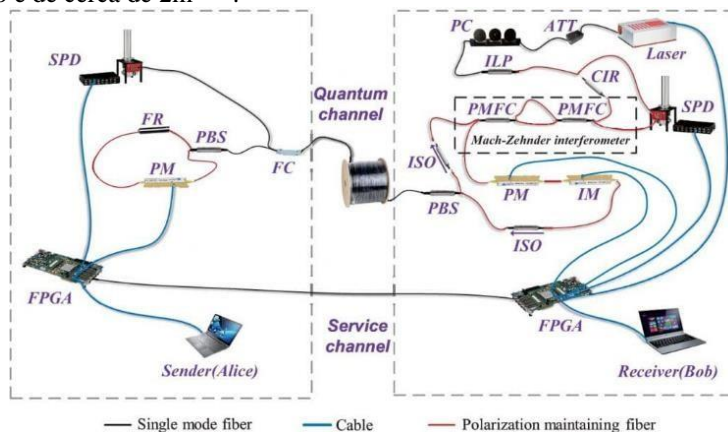 PC
ATT
Laser
SPD
ILP
CIR
FR
PBS
Quantum
channel
PMFC
PMFC
SPD
Mach-Zehnder interferometer
PM
FC
ISO
PBS
PM
IM
ISO
FPGA
FPGA
Service
channel
Sender(Alice)
Receiver(Bob)
Single mode fiber
Cable
Polarization maintaining fiber